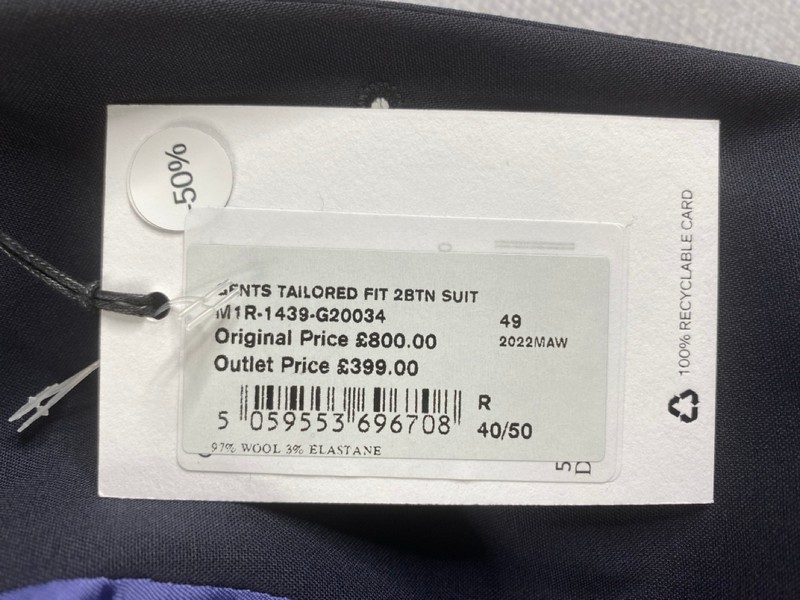 -50%
GENTS TAILORED FIT 2BTN SUIT
M1R-1439-G20034
49
Original Price £800.00
2022MAW
Outlet Price £399.00
R
5 059553 696708
40/50
97% WOOL 3% ELASTANE
100% RECYCLABLE CARD